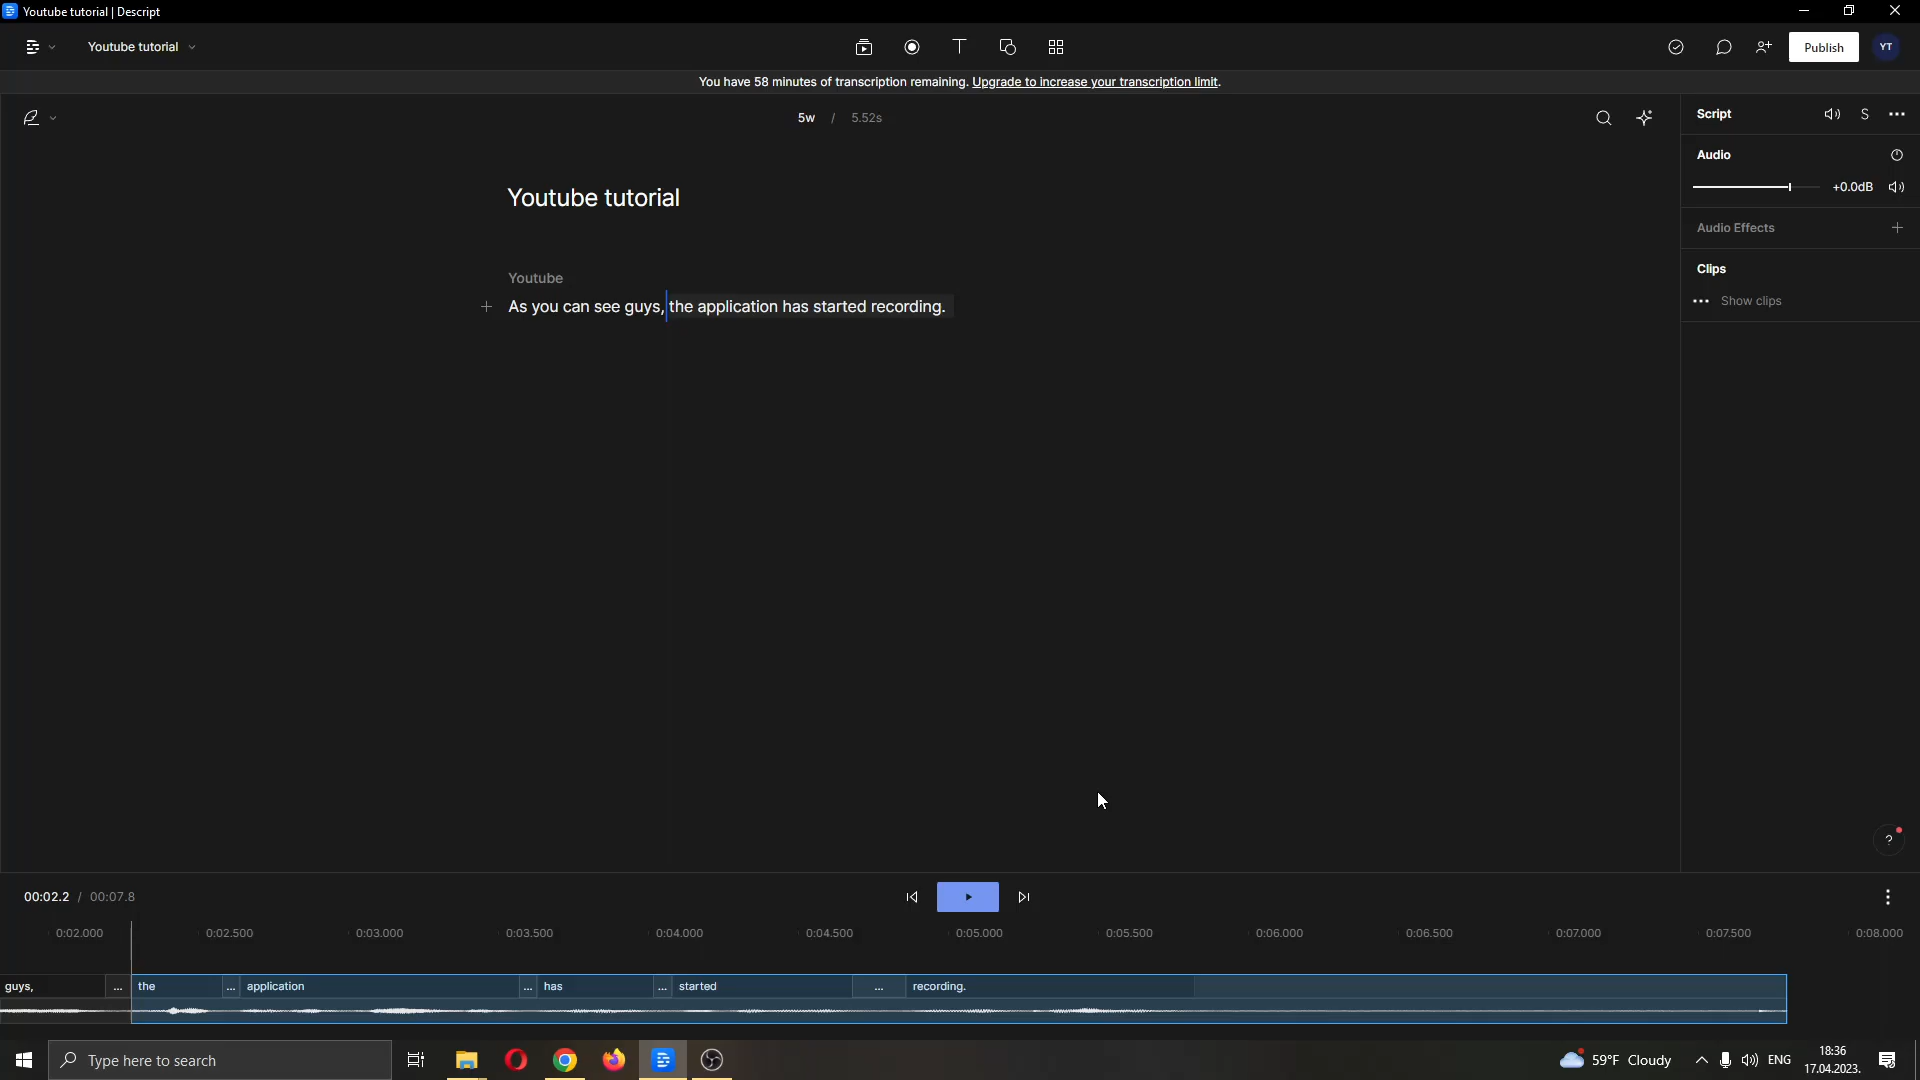 Youtube tutorial | Descript
Youtube tutorial
Publish
YT
You have 58 minutes of transcription remaining. Upgrade to increase your transcription limit.
5w / 5.52s
Script
S
Audio
+0.0dB
Audio Effects
Clips
Show clips
Youtube tutorial
Youtube
As you can see guys, the application has started recording.
?
00:02.2 / 00:07.8
0:02.000 0:02.500 0:03.000 0:03.500 0:04.000 0:04.500 0:05.000 0:05.500 0:06.000 0:06.500 0:07.000 0:07.500 0:08.000
guys, ... the ... application ... has ... started ... recording.
Type here to search
59°F Cloudy
ENG
18:36
17.04.2023.